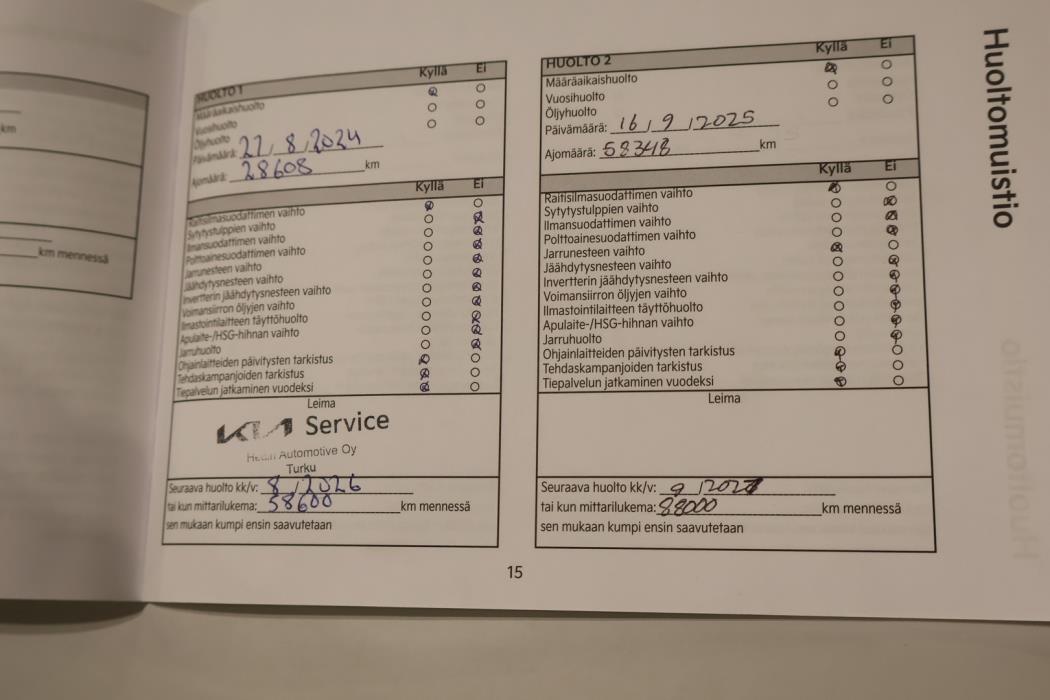 km
km mennessä
HUOLTO 1 Kyllä Ei
Määräaikaishuolto
Vuosihuolto
Öljyhuolto
Päivämäärä: 27/8/2024
Ajomäärä: 28608 km
Kyllä Ei
Raitisilmasuodattimen vaihto
Sytytystulppien vaihto
Ilmansuodattimen vaihto
Polttoainesuodattimen vaihto
Jarrunesteen vaihto
Jäähdytysnesteen vaihto
Invertterin jäähdytysnesteen vaihto
Voimansiirron öljyjen vaihto
Ilmastointilaitteen täyttöhuolto
Apulaite-/HSG-hihnan vaihto
Jarruhuolto
Ohjainlaitteiden päivitysten tarkistus
Tehdaskampanjoiden tarkistus
Tiepalvelun jatkaminen vuodeksi
Leima
KIA Service
Automotive Oy
Turku
Seuraava huolto kk/v: 8/2026
tai kun mittarilukema: 58600 km mennessä
sen mukaan kumpi ensin saavutetaan
HUOLTO 2 Kyllä Ei
Määräaikaishuolto
Vuosihuolto
Öljyhuolto
Päivämäärä: 16/9/2025
Ajomäärä: 58348 km
Kyllä Ei
Raitisilmasuodattimen vaihto
Sytytystulppien vaihto
Ilmansuodattimen vaihto
Polttoainesuodattimen vaihto
Jarrunesteen vaihto
Jäähdytysnesteen vaihto
Invertterin jäähdytysnesteen vaihto
Voimansiirron öljyjen vaihto
Ilmastointilaitteen täyttöhuolto
Apulaite-/HSG-hihnan vaihto
Jarruhuolto
Ohjainlaitteiden päivitysten tarkistus
Tehdaskampanjoiden tarkistus
Tiepalvelun jatkaminen vuodeksi
Leima
Seuraava huolto kk/v: 9/2027
tai kun mittarilukema: 88000 km mennessä
sen mukaan kumpi ensin saavutetaan
Huoltomuistio
15